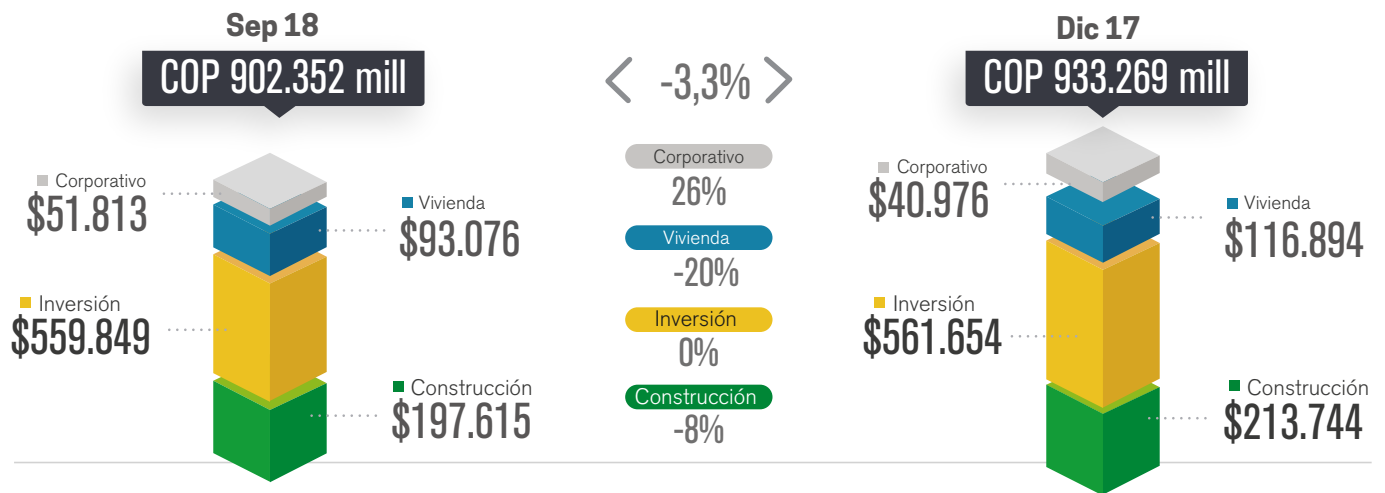 Sep 18
COP 902.352 mill
Corporativo
$51.813
Vivienda
$93.076
Inversión
$559.849
Construcción
$197.615
-3,3%
Corporativo
26%
Vivienda
-20%
Inversión
0%
Construcción
-8%
Dic 17
COP 933.269 mill
Corporativo
$40.976
Vivienda
$116.894
Inversión
$561.654
Construcción
$213.744